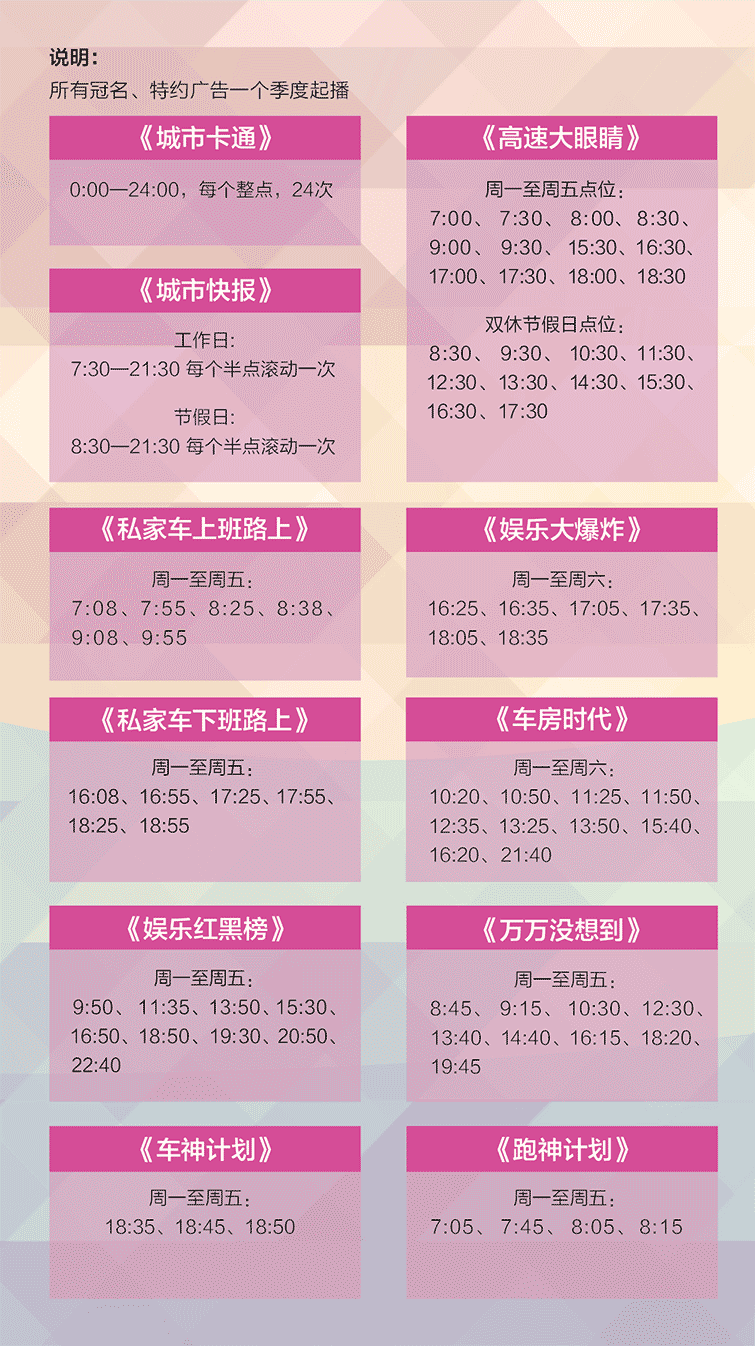 说明：
所有冠名、特约广告一个季度起播
《城市卡通》
0:00—24:00，每个整点，24次
《城市快报》
工作日:
7:30—21:30 每个半点滚动一次
节假日:
8:30—21:30 每个半点滚动一次
《高速大眼睛》
周一至周五点位：
7:00、 7:30、 8:00、 8:30、
9:00、 9:30、 15:30、16:30、
17:00、17:30、18:00、18:30
双休节假日点位：
8:30、 9:30、 10:30、11:30、
12:30、13:30、14:30、15:30、
16:30、17:30
《私家车上班路上》
周一至周五：
7:08、7:55、8:25、8:38、
9:08、9:55
《娱乐大爆炸》
周一至周六：
16:25、16:35、17:05、17:35、
18:05、18:35
《私家车下班路上》
周一至周五：
16:08、16:55、17:25、17:55、
18:25、18:55
《车房时代》
周一至周六：
10:20、10:50、11:25、11:50、
12:35、13:25、13:50、15:40、
16:20、21:40
《娱乐红黑榜》
周一至周五：
9:50、 11:35、13:50、15:30、
16:50、18:50、19:30、20:50、
22:40
《万万没想到》
周一至周五：
8:45、 9:15、 10:30、12:30、
13:40、14:40、16:15、18:20、
19:45
《车神计划》
周一至周五：
18:35、18:45、18:50
《跑神计划》
周一至周五：
7:05、 7:45、 8:05、 8:15